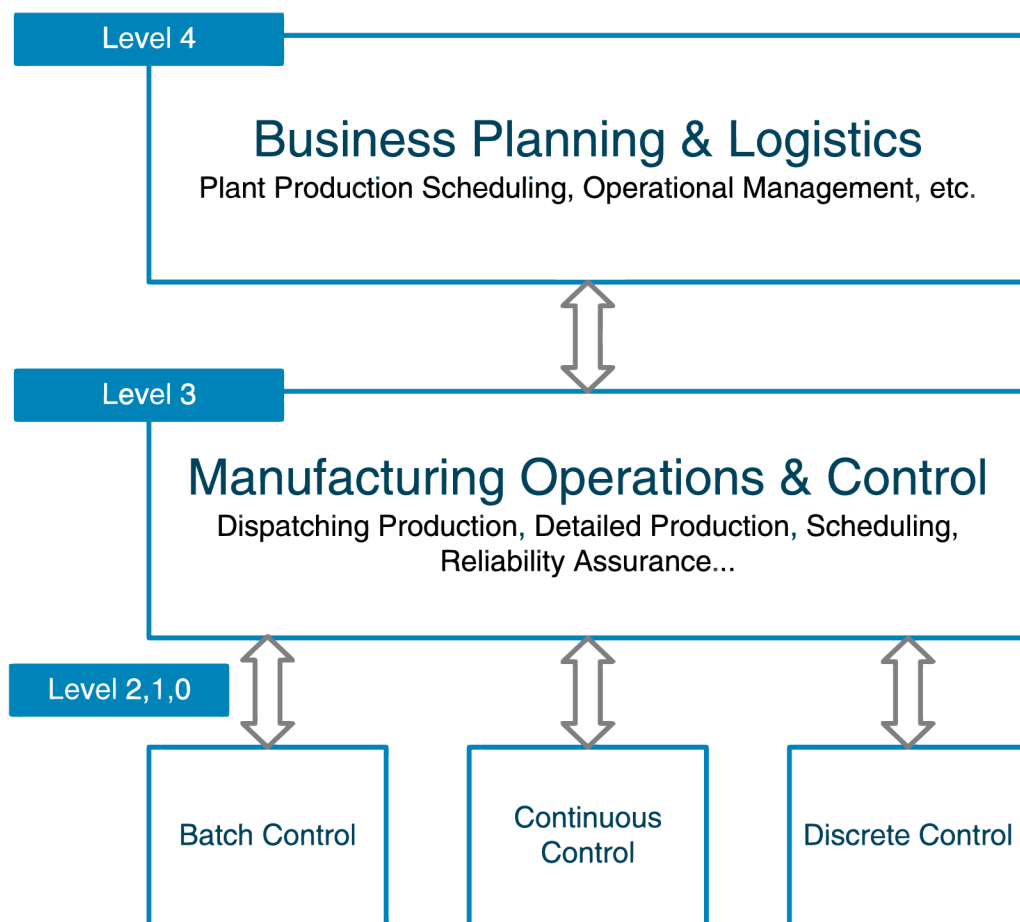 Level 4
Business Planning & Logistics
Plant Production Scheduling, Operational Management, etc.
Level 3
Manufacturing Operations & Control
Dispatching Production, Detailed Production, Scheduling,
Reliability Assurance...
Level 2,1,0
Batch Control
Continuous
Control
Discrete Control